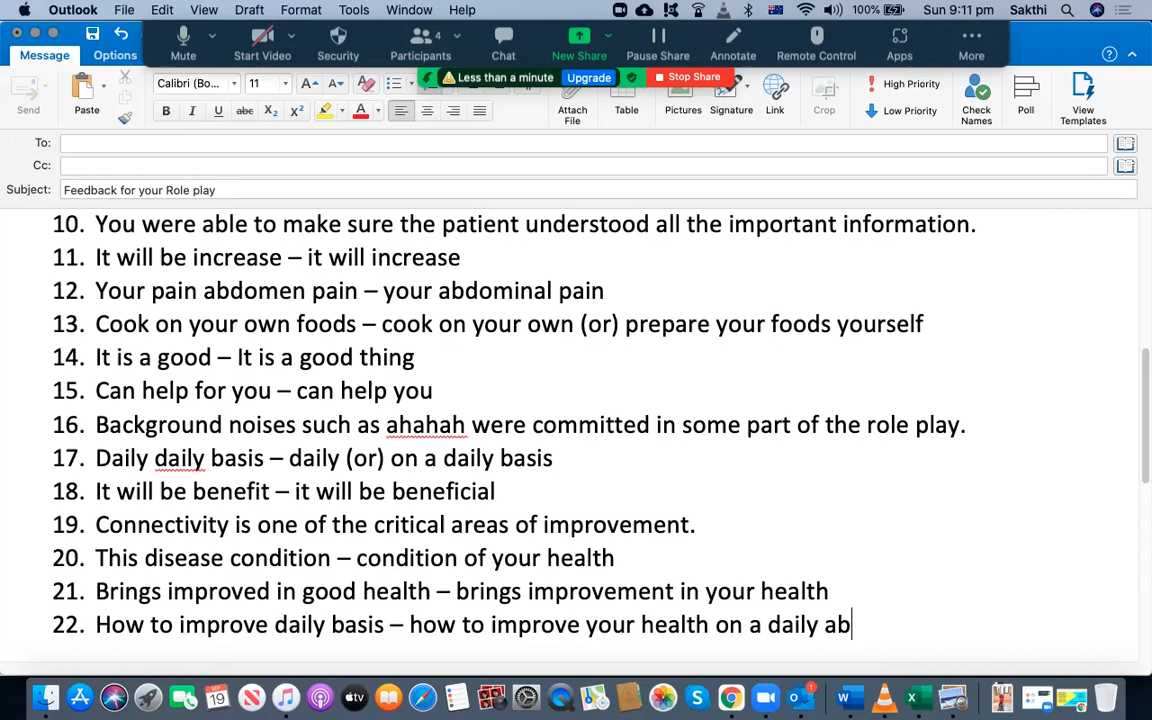 Outlook File Edit View Draft Format Tools Window Help 100% Sun 9:11 pm Sakthi
Mute Start Video Security Participants 4 Chat New Share Pause Share Annotate Remote Control Apps More
Message Options
Less than a minute Upgrade Stop Share
Send Paste Calibri (Bo... 11 Attach File Table Pictures Signature Link Crop High Priority Low Priority Check Names Poll View Templates
B I U abc X₂ X² A
To:
Cc:
Subject: Feedback for your Role play
10. You were able to make sure the patient understood all the important information.
11. It will be increase – it will increase
12. Your pain abdomen pain – your abdominal pain
13. Cook on your own foods – cook on your own (or) prepare your foods yourself
14. It is a good – It is a good thing
15. Can help for you – can help you
16. Background noises such as ahahah were committed in some part of the role play.
17. Daily daily basis – daily (or) on a daily basis
18. It will be benefit – it will be beneficial
19. Connectivity is one of the critical areas of improvement.
20. This disease condition – condition of your health
21. Brings improved in good health – brings improvement in your health
22. How to improve daily basis – how to improve your health on a daily ab